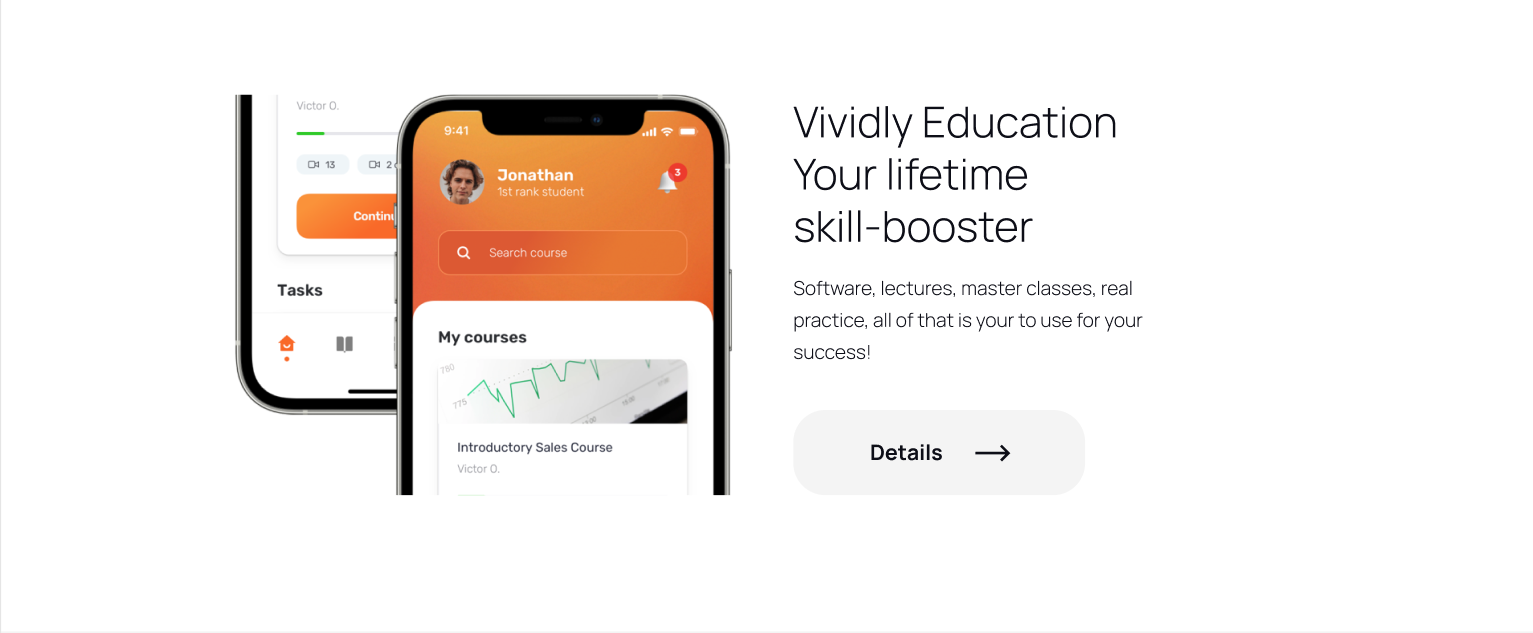 Victor O.
13
2
Contin
Tasks
9:41
Jonathan
1st rank student
3
Search course
My courses
780
775
Introductory Sales Course
Victor O.
Vividly Education
Your lifetime
skill-booster
Software, lectures, master classes, real
practice, all of that is your to use for your
success!
Details